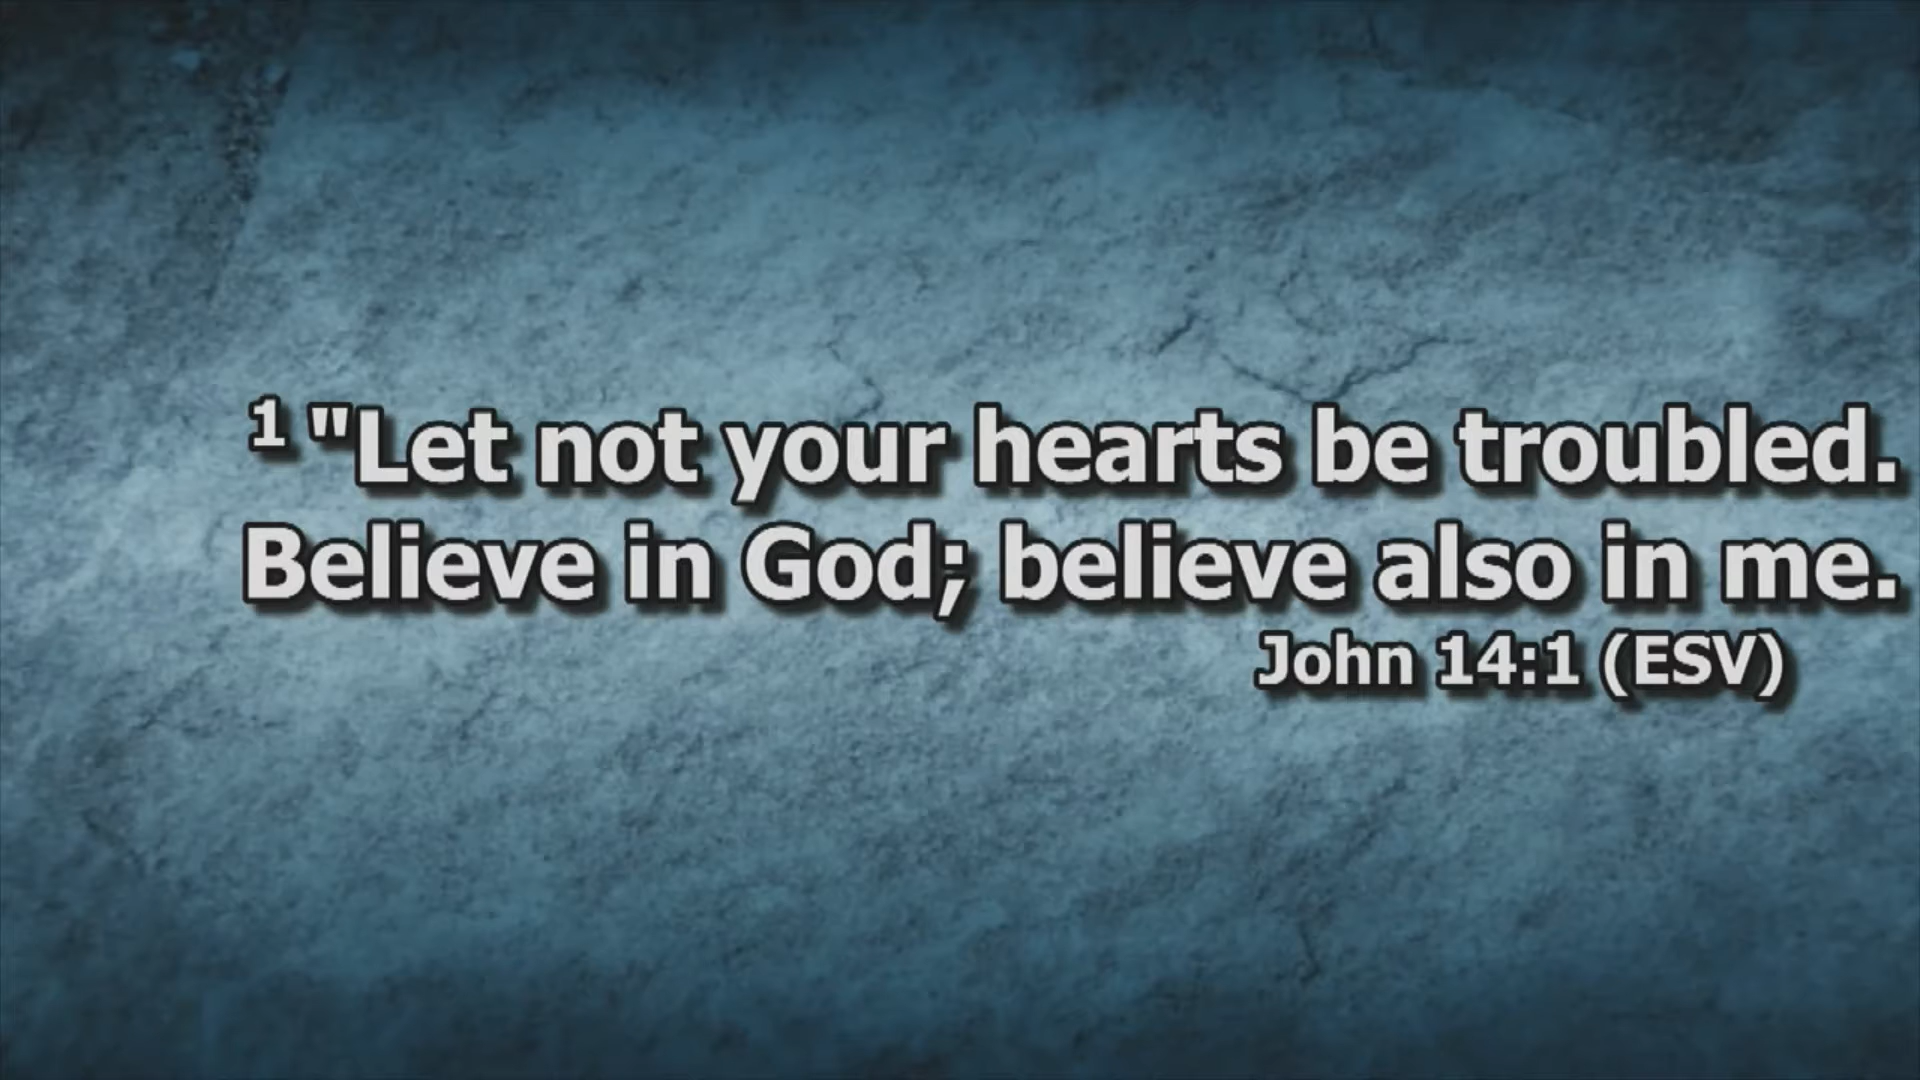 1 "Let not your hearts be troubled.
Believe in God; believe also in me.
John 14:1 (ESV)